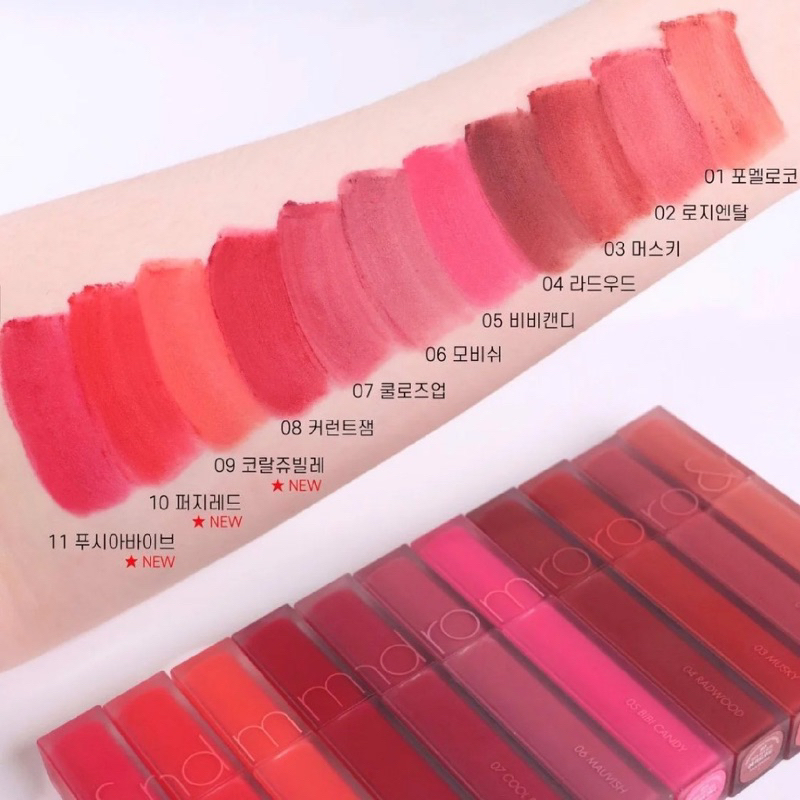 01 포멜로코
02 로지엔탈
03 머스키
04 라드우드
05 비비캔디
06 모비쉬
07 쿨로즈업
08 커런트잼
09 코랄쥬빌레
★ NEW
10 퍼지레드
★ NEW
11 푸시아바이브
★ NEW
03 MUSKY
04 RADWOOD
05 BIBI CANDY
06 MAUVISH
07 COOL
rom&nd